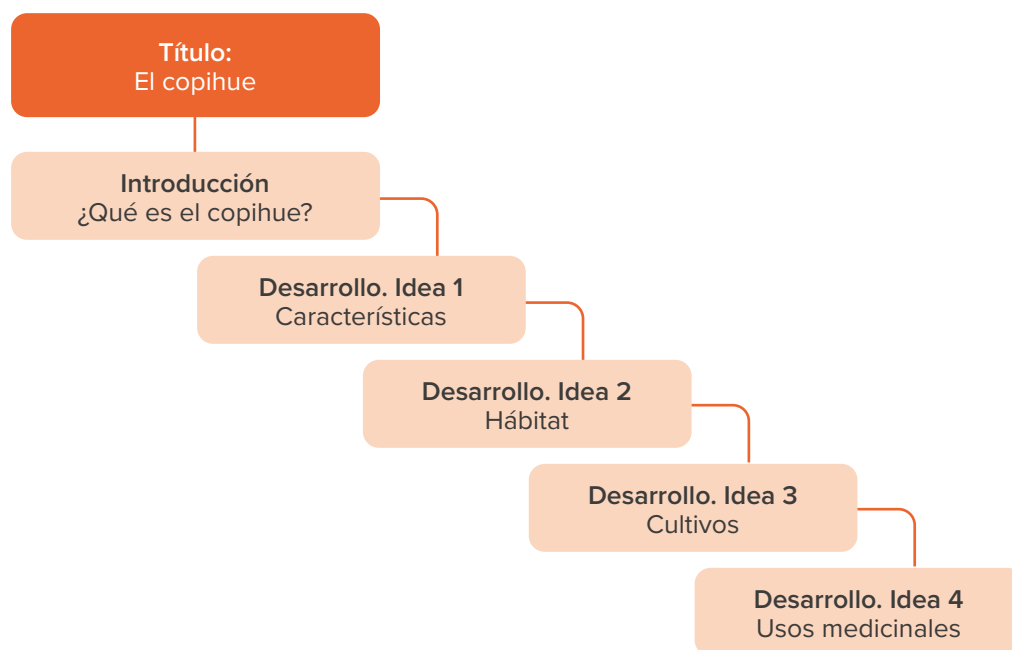 Título:
El copihue
Introducción
¿Qué es el copihue?
Desarrollo. Idea 1
Características
Desarrollo. Idea 2
Hábitat
Desarrollo. Idea 3
Cultivos
Desarrollo. Idea 4
Usos medicinales